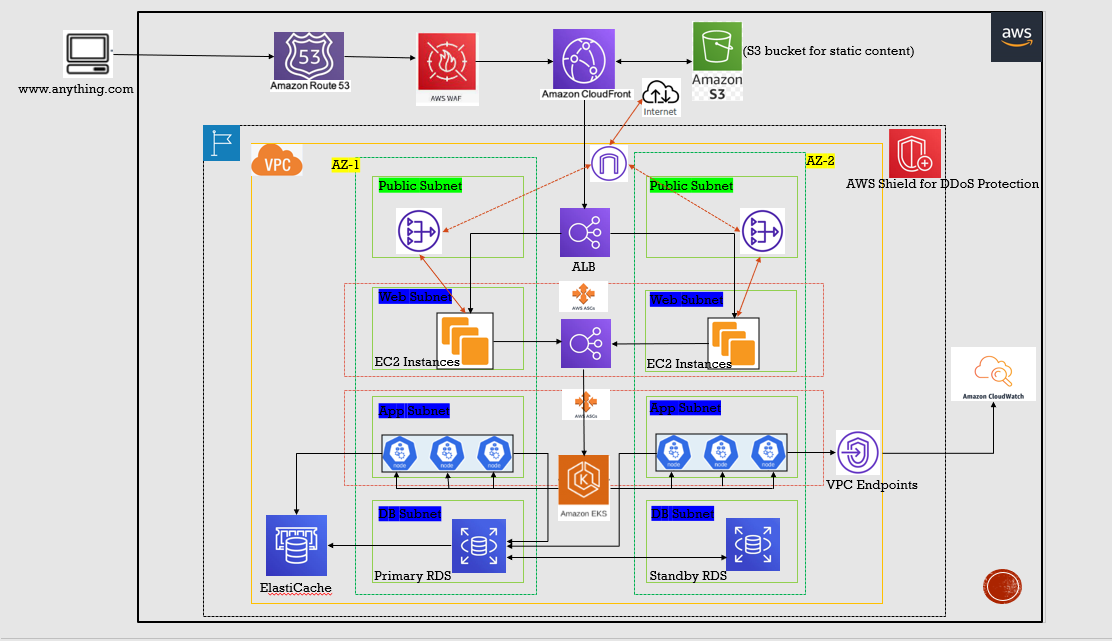 aws
53
(S3 bucket for static content)
www.anything.com
Amazon Route 53
AWS WAF
Amazon CloudFront
Amazon
S3
Internet
VPC
AZ-1
AZ-2
AWS Shield for DDoS Protection
Public Subnet
Public Subnet
ALB
Web Subnet
AWS ASGs
Web Subnet
EC2 Instances
EC2 Instances
Amazon CloudWatch
App Subnet
AWS ASGs
App Subnet
node
node
node
node
node
node
K
VPC Endpoints
Amazon EKS
DB Subnet
DB Subnet
Primary RDS
Standby RDS
ElastiCache